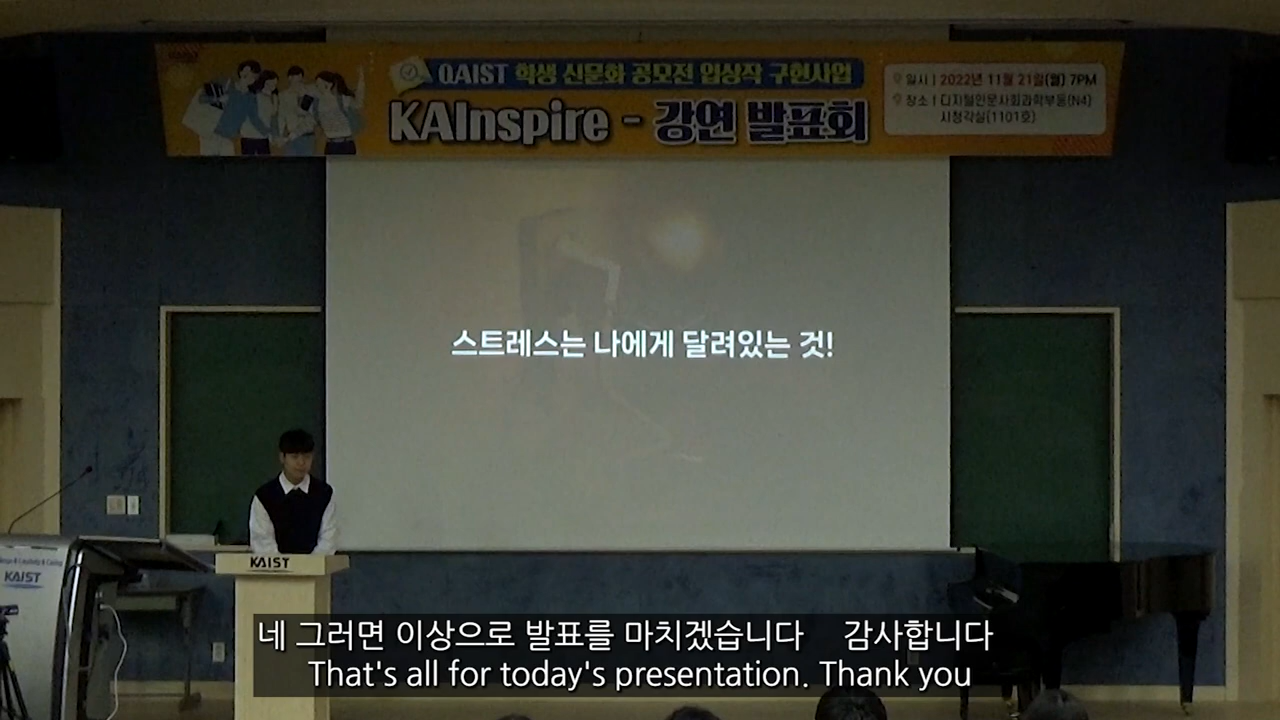 QAIST 학생 신문화 공모전 입상작 구현사업
KAInspire - 강연 발표회
일시 | 2022년 11월 21일(월) 7PM
장소 | 디지털인문사회과학부동(N4)
시청각실(1101호)
스트레스는 나에게 달려있는 것!
KAIST
KAIST
네 그러면 이상으로 발표를 마치겠습니다 감사합니다
That's all for today's presentation. Thank you